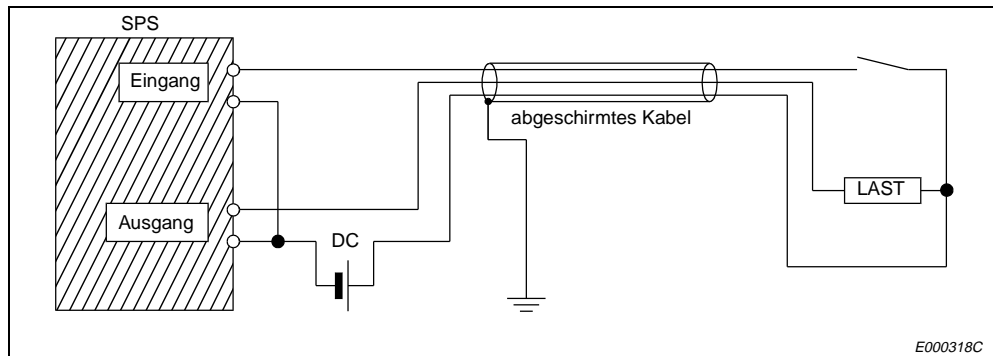 SPS
Eingang
abgeschirmtes Kabel
LAST
Ausgang
DC
E000318C